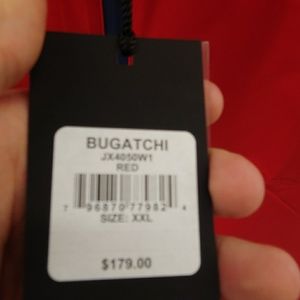 BUGATCHI
JX4050W1
RED
7 96870 77982 4
SIZE: XXL
$179.00